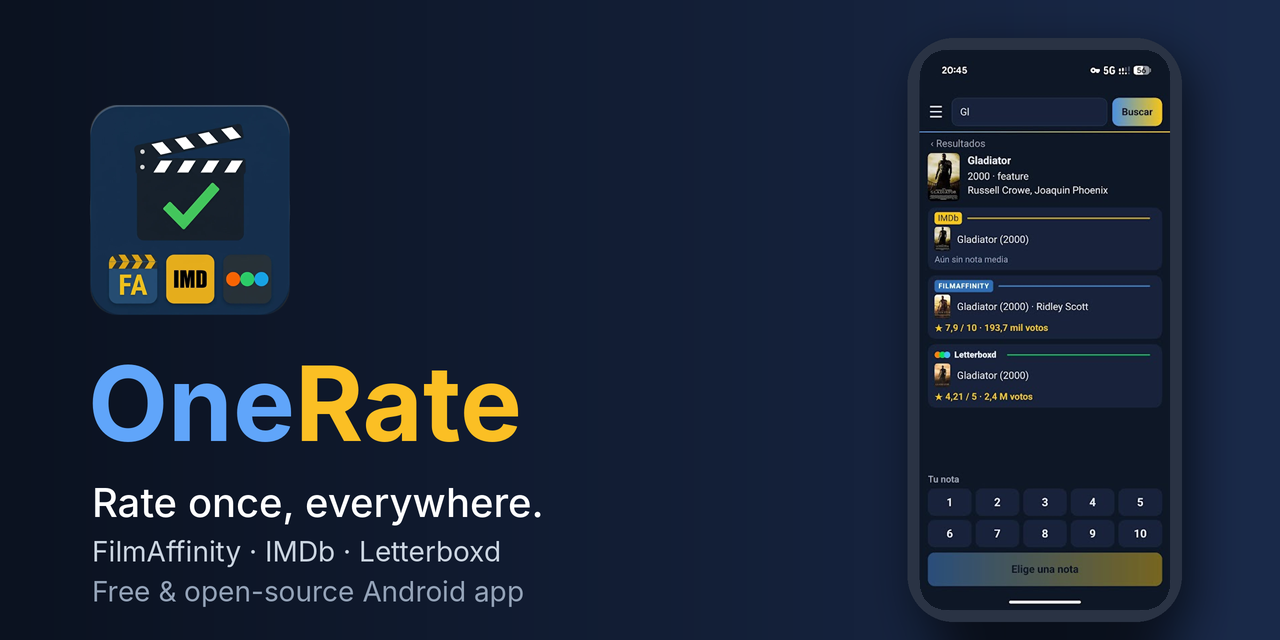 FA
IMD
OneRate
Rate once, everywhere.
FilmAffinity · IMDb · Letterboxd
Free & open-source Android app
20:45
5G
56
Gl
Buscar
‹ Resultados
Gladiator
2000 · feature
Russell Crowe, Joaquin Phoenix
IMDb
Gladiator (2000)
Aún sin nota media
FILMAFFINITY
Gladiator (2000) · Ridley Scott
★ 7,9 / 10 · 193,7 mil votos
Letterboxd
Gladiator (2000)
★ 4,21 / 5 · 2,4 M votos
Tu nota
1 2 3 4 5
6 7 8 9 10
Elige una nota